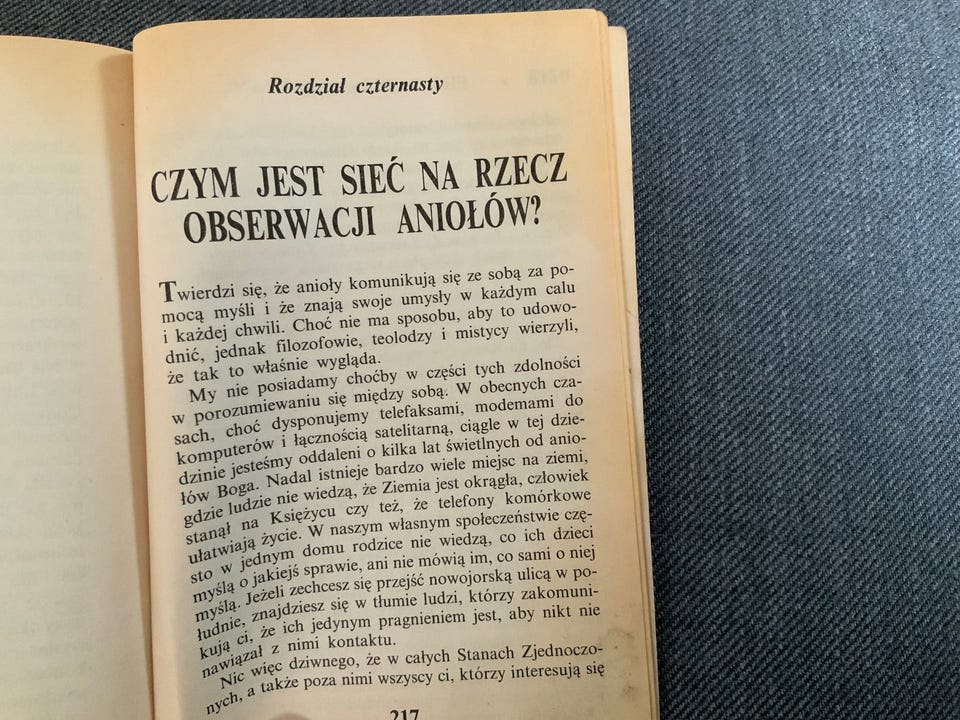 Rozdział czternasty
CZYM JEST SIEĆ NA RZECZ
OBSERWACJI ANIOŁÓW?
Twierdzi się, że anioły komunikują się ze sobą za po-
mocą myśli i że znają swoje umysły w każdym calu
i każdej chwili. Choć nie ma sposobu, aby to udowo-
dnić, jednak filozofowie, teolodzy i mistycy wierzyli,
że tak to właśnie wygląda.
My nie posiadamy choćby w części tych zdolności
w porozumiewaniu się między sobą. W obecnych cza-
sach, choć dysponujemy telefaksami, modemami do
komputerów i łącznością satelitarną, ciągle w tej dzie-
dzinie jesteśmy oddaleni o kilka lat świetlnych od anio-
łów Boga. Nadal istnieje bardzo wiele miejsc na ziemi,
gdzie ludzie nie wiedzą, że Ziemia jest okrągła, człowiek
stanął na Księżycu czy też, że telefony komórkowe
ułatwiają życie. W naszym własnym społeczeństwie czę-
sto w jednym domu rodzice nie wiedzą, co ich dzieci
myślą o jakiejś sprawie, ani nie mówią im, co sami o niej
myślą. Jeżeli zechcesz się przejść nowojorską ulicą w po-
łudnie, znajdziesz się w tłumie ludzi, którzy zakomuni-
kują ci, że ich jedynym pragnieniem jest, aby nikt nie
nawiązał z nimi kontaktu.
Nic więc dziwnego, że w całych Stanach Zjednoczo-
nych, a także poza nimi wszyscy ci, którzy interesują się
217